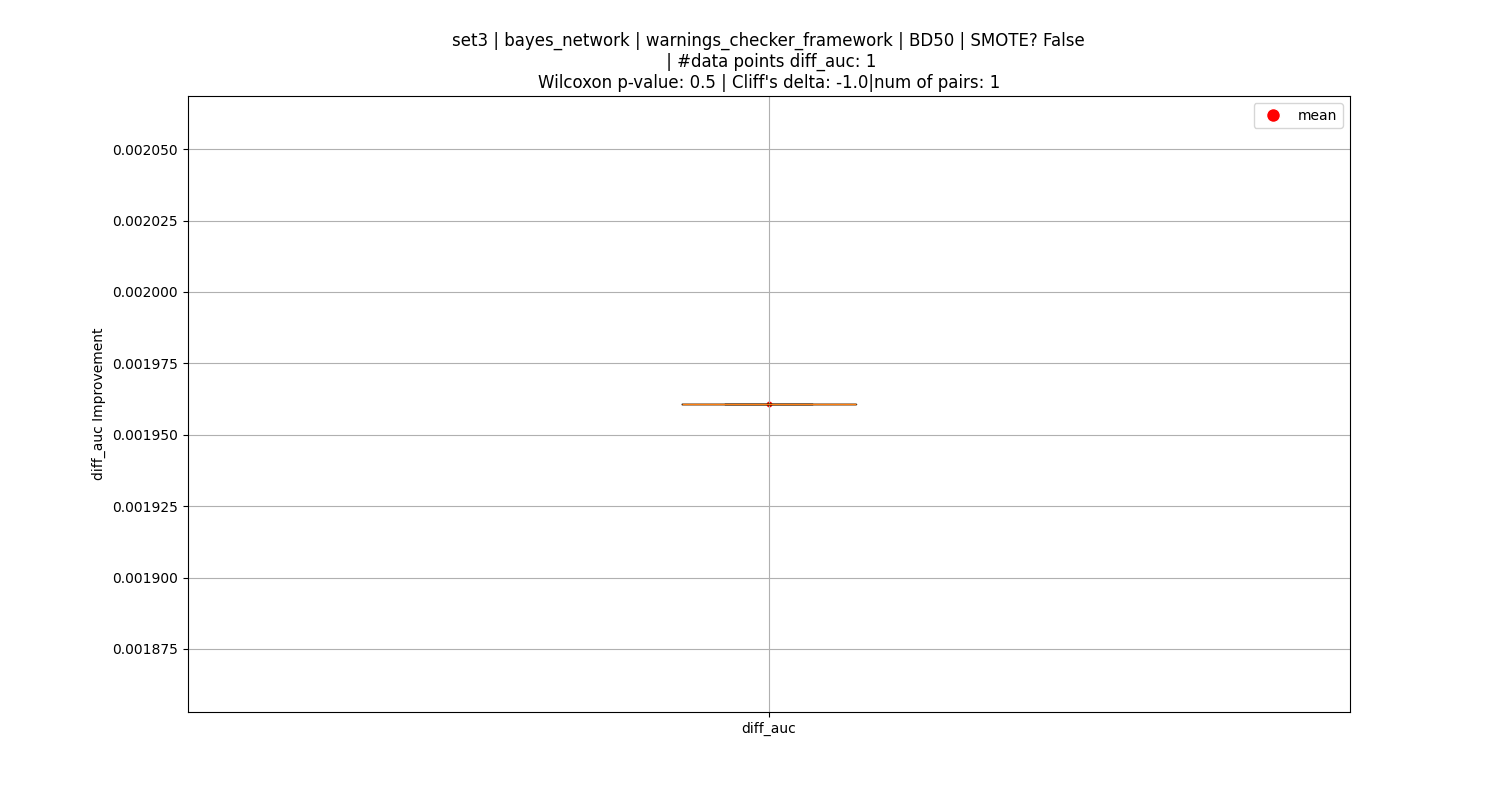 set3 | bayes_network | warnings_checker_framework | BD50 | SMOTE? False
| #data points diff_auc: 1
Wilcoxon p-value: 0.5 | Cliff's delta: -1.0|num of pairs: 1
mean
0.002050
0.002025
0.002000
0.001975
0.001950
0.001925
0.001900
0.001875
diff_auc Improvement
diff_auc